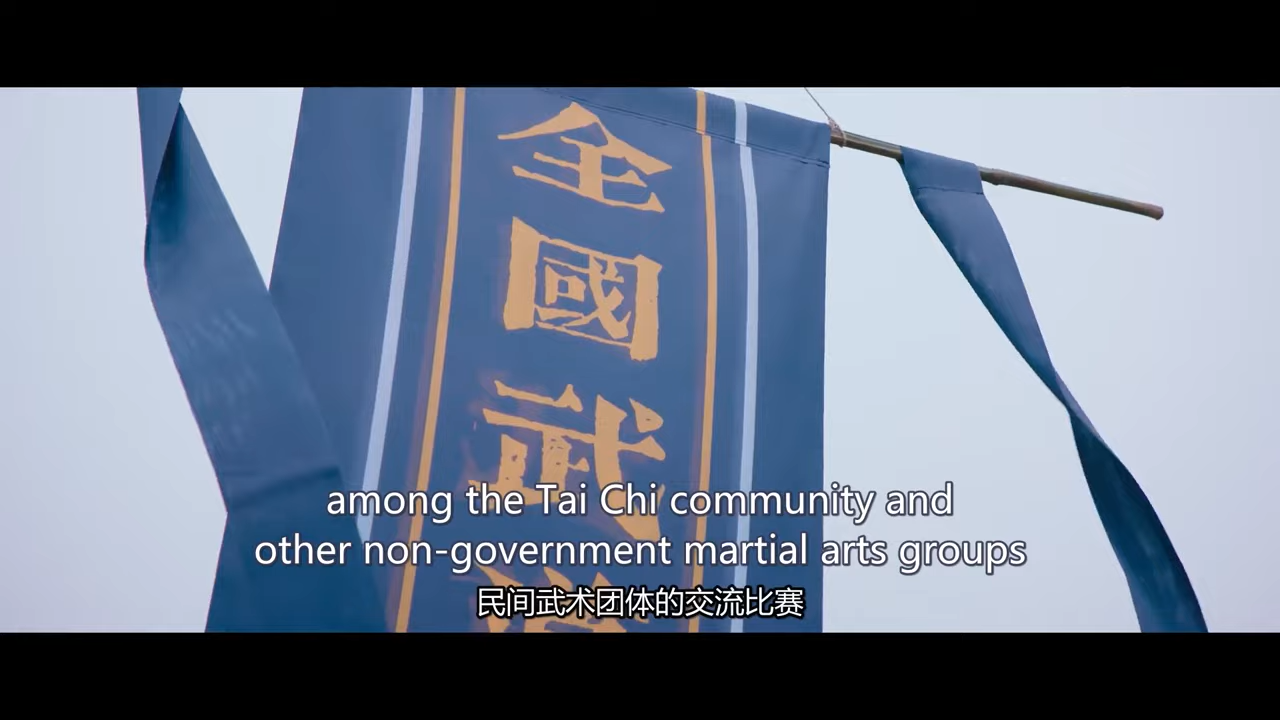 全國武
among the Tai Chi community and
other non-government martial arts groups
民间武术团体的交流比赛